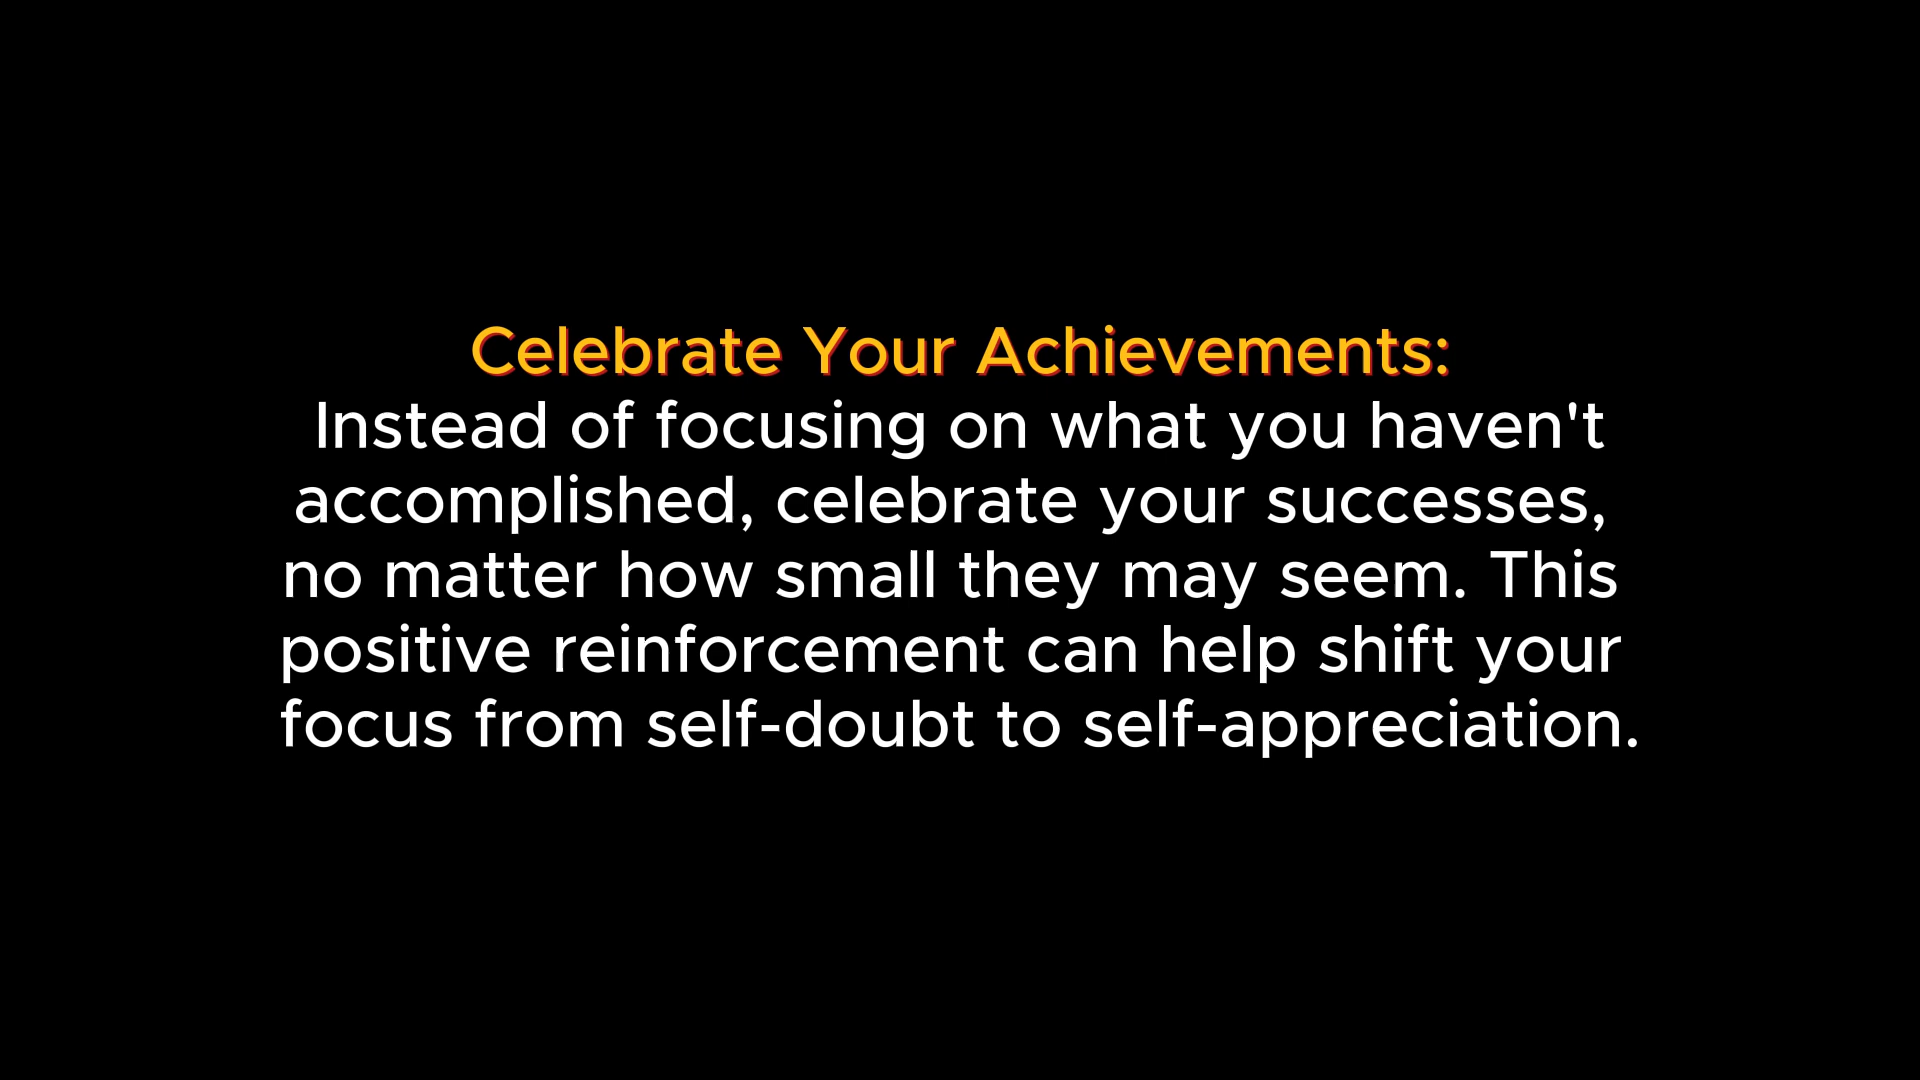 Celebrate Your Achievements:
Instead of focusing on what you haven't
accomplished, celebrate your successes,
no matter how small they may seem. This
positive reinforcement can help shift your
focus from self-doubt to self-appreciation.